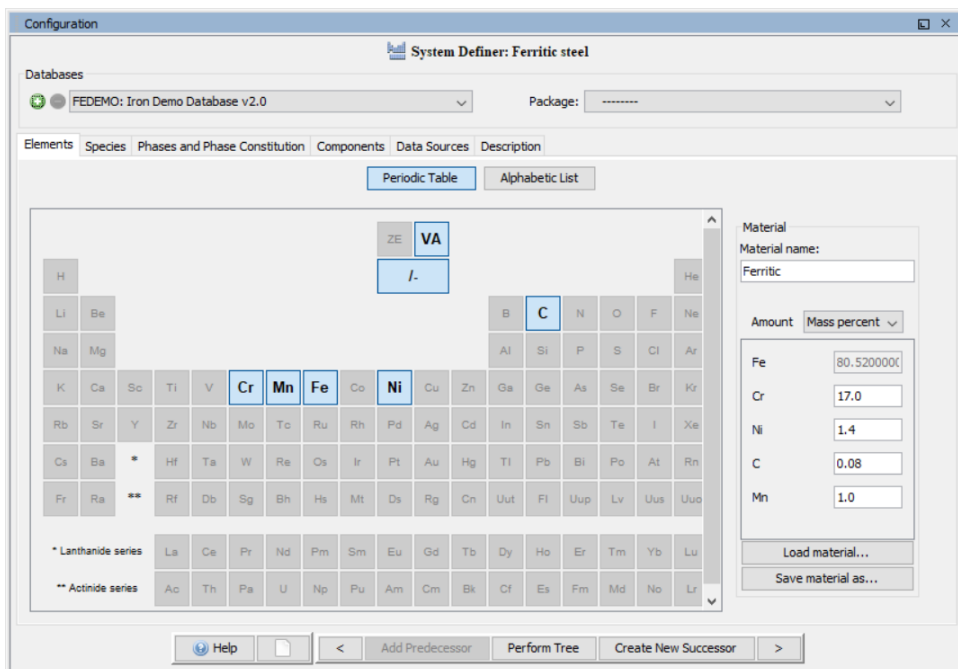 Configuration
System Definer: Ferritic steel
Databases
FEDEMO: Iron Demo Database v2.0
Package: --------
Elements Species Phases and Phase Constitution Components Data Sources Description
Periodic Table Alphabetic List
ZE VA
/-
H He
Li Be B C N O F Ne
Na Mg Al Si P S Cl Ar
K Ca Sc Ti V Cr Mn Fe Co Ni Cu Zn Ga Ge As Se Br Kr
Rb Sr Y Zr Nb Mo Tc Ru Rh Pd Ag Cd In Sn Sb Te I Xe
Cs Ba * Hf Ta W Re Os Ir Pt Au Hg Tl Pb Bi Po At Rn
Fr Ra ** Rf Db Sg Bh Hs Mt Ds Rg Cn Uut Fl Uup Lv Uus Uuo
* Lanthanide series La Ce Pr Nd Pm Sm Eu Gd Tb Dy Ho Er Tm Yb Lu
** Actinide series Ac Th Pa U Np Pu Am Cm Bk Cf Es Fm Md No Lr
Material
Material name:
Ferritic
Amount Mass percent
Fe 80.5200000
Cr 17.0
Ni 1.4
C 0.08
Mn 1.0
Load material...
Save material as...
Help < Add Predecessor Perform Tree Create New Successor >